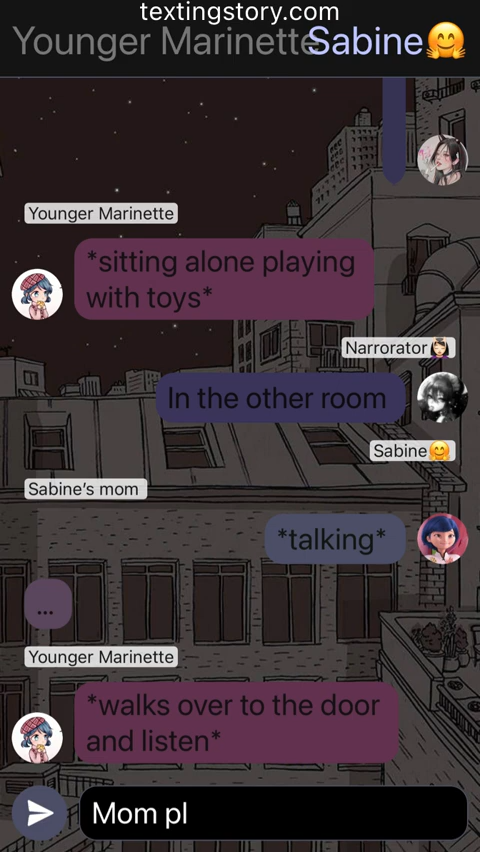 textingstory.com
Younger Marinette Sabine🤗
Younger Marinette
*sitting alone playing
with toys*
Narrorator💆🏻‍♀️
In the other room
Sabine🤗
Sabine’s mom
*talking*
...
Younger Marinette
*walks over to the door
and listen*
Mom pl